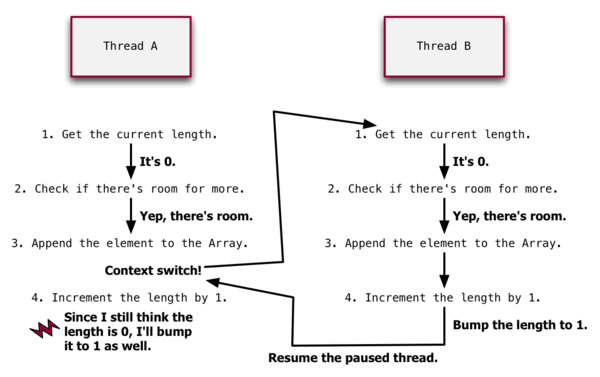 Thread A
Thread B
1. Get the current length.
It's 0.
2. Check if there's room for more.
Yep, there's room.
3. Append the element to the Array.
Context switch!
4. Increment the length by 1.
Since I still think the
length is 0, I'll bump
it to 1 as well.
1. Get the current length.
It's 0.
2. Check if there's room for more.
Yep, there's room.
3. Append the element to the Array.
4. Increment the length by 1.
Bump the length to 1.
Resume the paused thread.